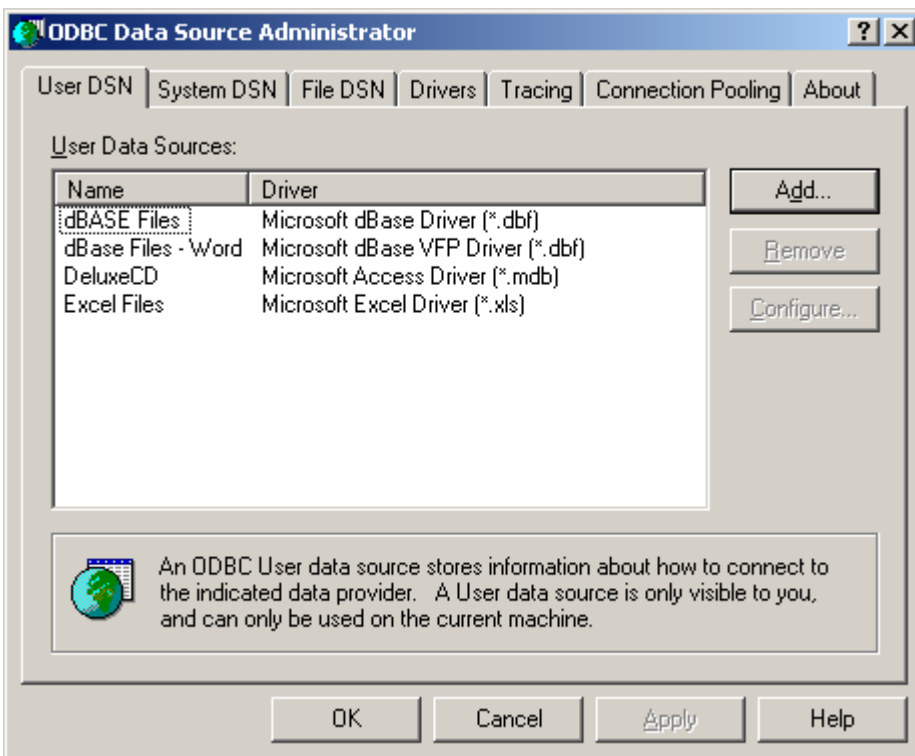 ODBC Data Source Administrator
User DSN System DSN File DSN Drivers Tracing Connection Pooling About
User Data Sources:
Name Driver
dBASE Files Microsoft dBase Driver (*.dbf)
dBase Files - Word Microsoft dBase VFP Driver (*.dbf)
DeluxeCD Microsoft Access Driver (*.mdb)
Excel Files Microsoft Excel Driver (*.xls)
Add...
Remove
Configure...
An ODBC User data source stores information about how to connect to
the indicated data provider. A User data source is only visible to you,
and can only be used on the current machine.
OK Cancel Apply Help